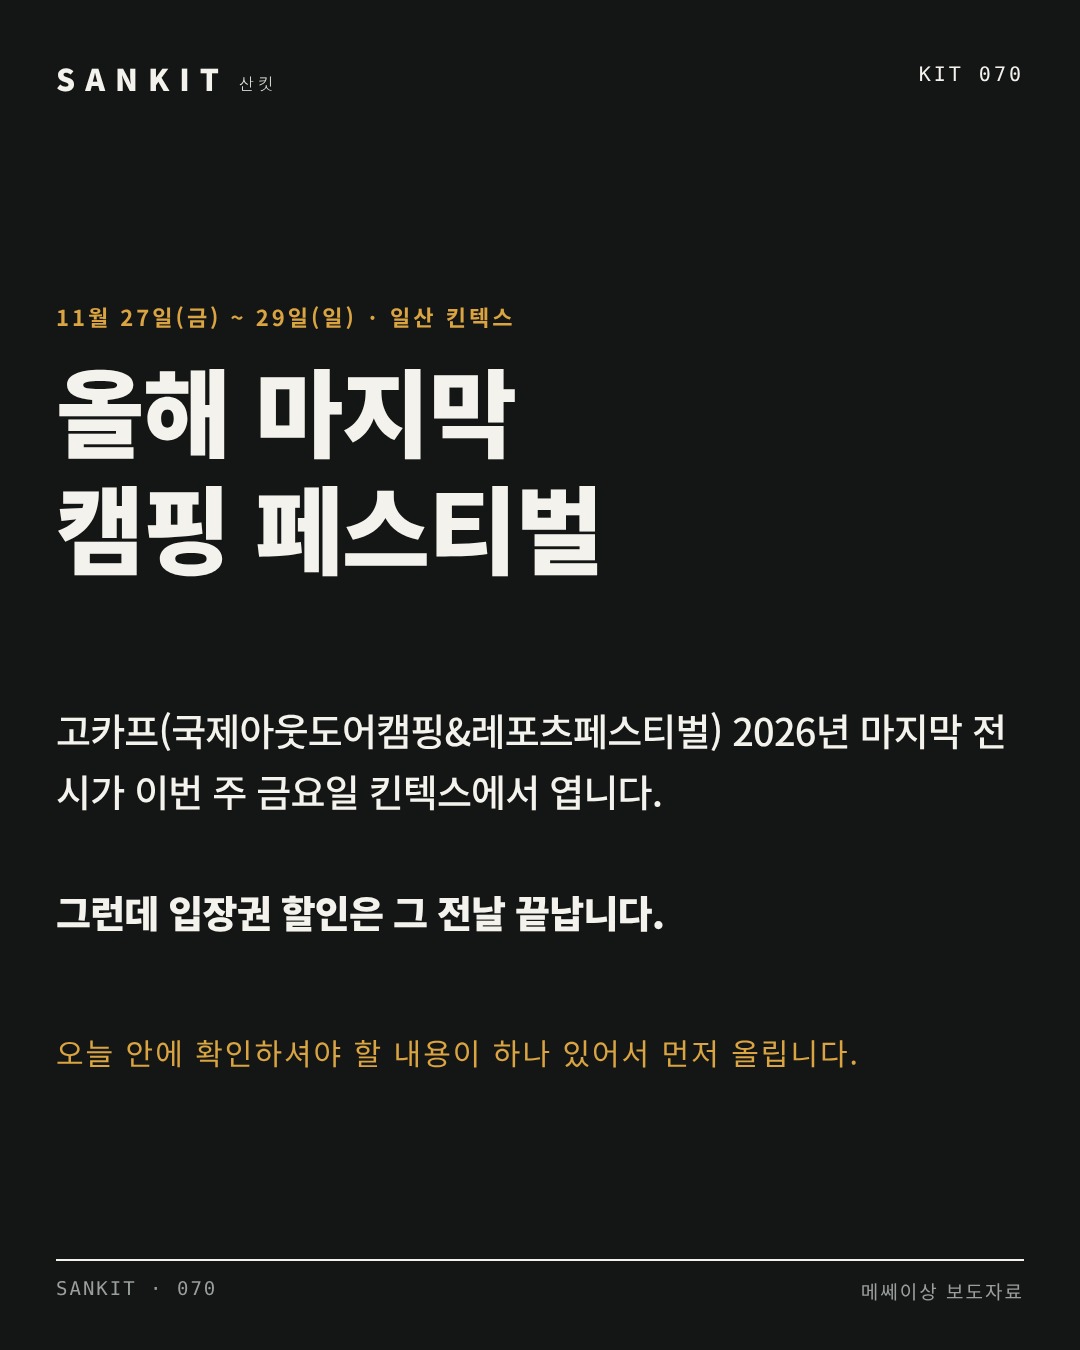 SANKIT 산킷
KIT 070
11월 27일(금) ~ 29일(일) · 일산 킨텍스
올해 마지막
캠핑 페스티벌
고카프(국제아웃도어캠핑&레포츠페스티벌) 2026년 마지막 전
시가 이번 주 금요일 킨텍스에서 엽니다.
그런데 입장권 할인은 그 전날 끝납니다.
오늘 안에 확인하셔야 할 내용이 하나 있어서 먼저 올립니다.
SANKIT · 070
메쎄이상 보도자료